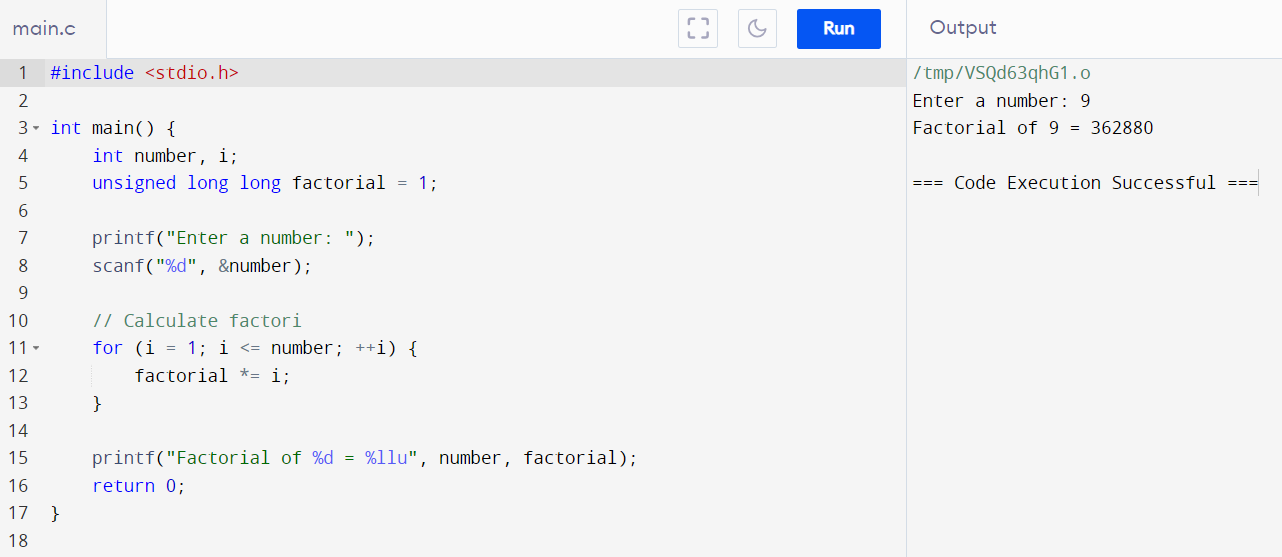 main.c
Run
Output
1 #include <stdio.h>
2
3 int main() {
4     int number, i;
5     unsigned long long factorial = 1;
6
7     printf("Enter a number: ");
8     scanf("%d", &number);
9
10     // Calculate factori
11     for (i = 1; i <= number; ++i) {
12         factorial *= i;
13     }
14
15     printf("Factorial of %d = %llu", number, factorial);
16     return 0;
17 }
18
/tmp/VSQd63qhG1.o
Enter a number: 9
Factorial of 9 = 362880
=== Code Execution Successful ===